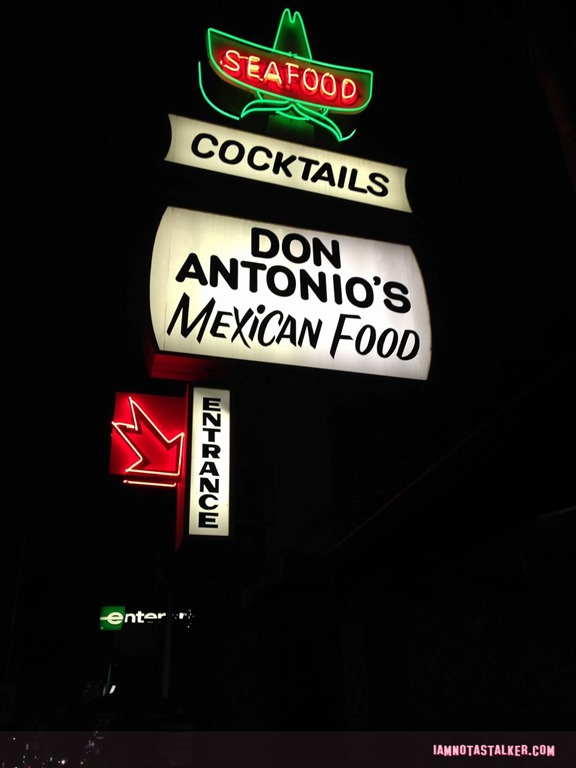 SEAFOOD
COCKTAILS
DON
ANTONIO'S
MEXiCAN FOOD
ENTRANCE
IAMNOTASTALKER.COM